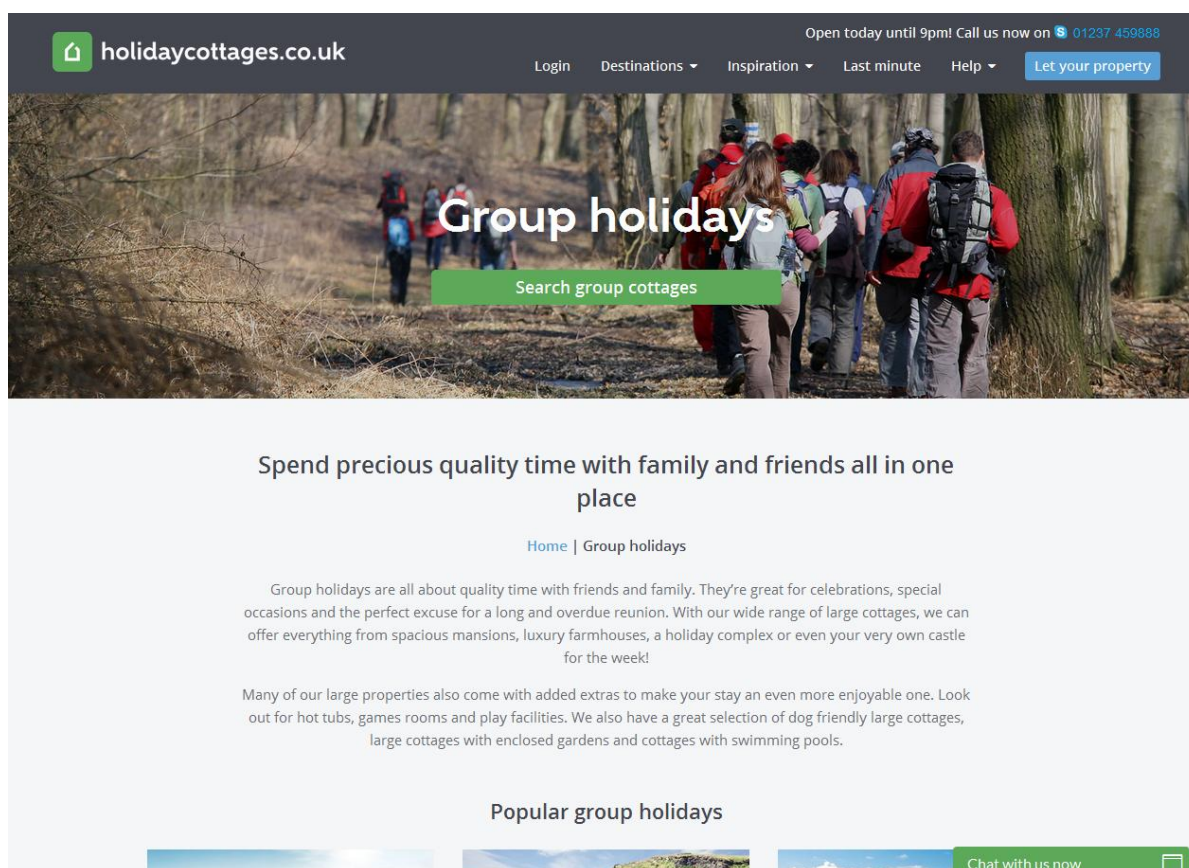 Open today until 9pm! Call us now on 01237 459888
holidaycottages.co.uk
Login Destinations Inspiration Last minute Help Let your property
Group holidays
Search group cottages
Spend precious quality time with family and friends all in one
place
Home | Group holidays
Group holidays are all about quality time with friends and family. They're great for celebrations, special
occasions and the perfect excuse for a long and overdue reunion. With our wide range of large cottages, we can
offer everything from spacious mansions, luxury farmhouses, a holiday complex or even your very own castle
for the week!
Many of our large properties also come with added extras to make your stay an even more enjoyable one. Look
out for hot tubs, games rooms and play facilities. We also have a great selection of dog friendly large cottages,
large cottages with enclosed gardens and cottages with swimming pools.
Popular group holidays
Chat with us now